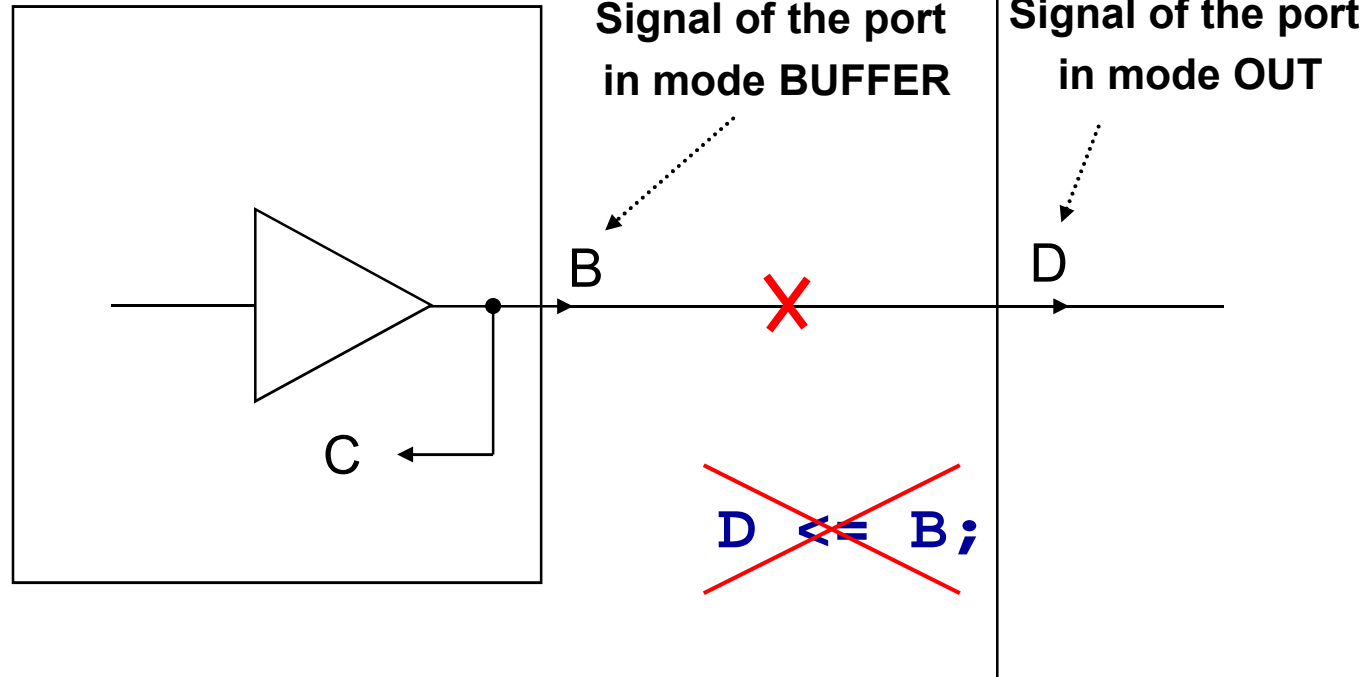 Signal of the port
in mode BUFFER
Signal of the port
in mode OUT
B
D
C
D <= B;